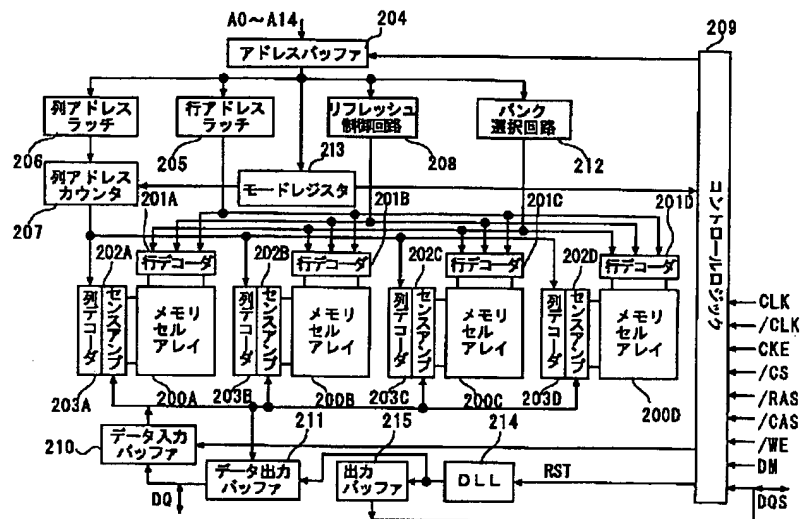 A0～A14
204
209
アドレスバッファ
列アドレス
ラッチ
行アドレス
ラッチ
リフレッシュ
制御回路
バンク
選択回路
206
205
213
208
212
列アドレス
カウンタ
モードレジスタ
207
201A
201B
201C
201D
コントロールロジック
202A
行デコーダ
202B
行デコーダ
202C
行デコーダ
202D
行デコーダ
列デコーダ
センスアンプ
メモリ
セル
アレイ
列デコーダ
センスアンプ
メモリ
セル
アレイ
列デコーダ
センスアンプ
メモリ
セル
アレイ
列デコーダ
センスアンプ
メモリ
セル
アレイ
CLK
/CLK
CKE
/CS
/RAS
/CAS
/WE
DM
DQS
203A
200A
203B
200B
203C
200C
203D
200D
210
データ入力
バッファ
211
215
214
データ出力
バッファ
出力
バッファ
DLL
RST
DQ